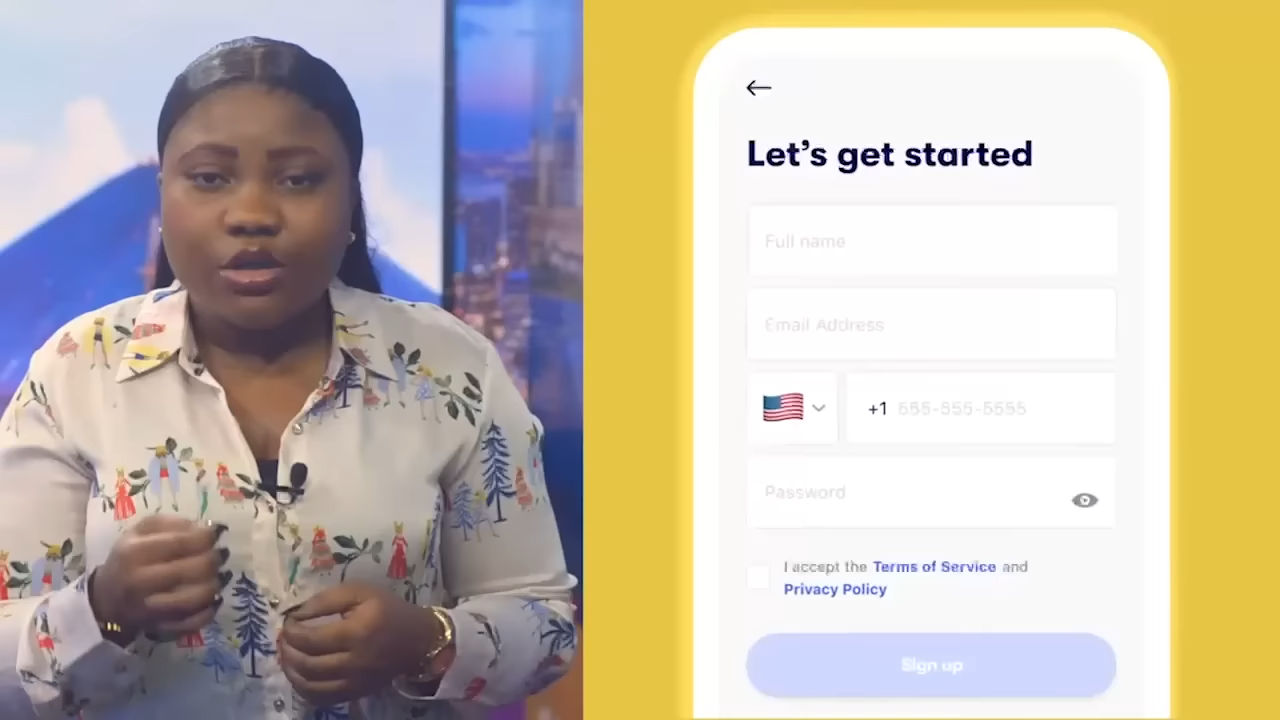 Let's get started
Full name
Email Address
+1 555-555-5555
Password
I accept the Terms of Service and
Privacy Policy
Sign up